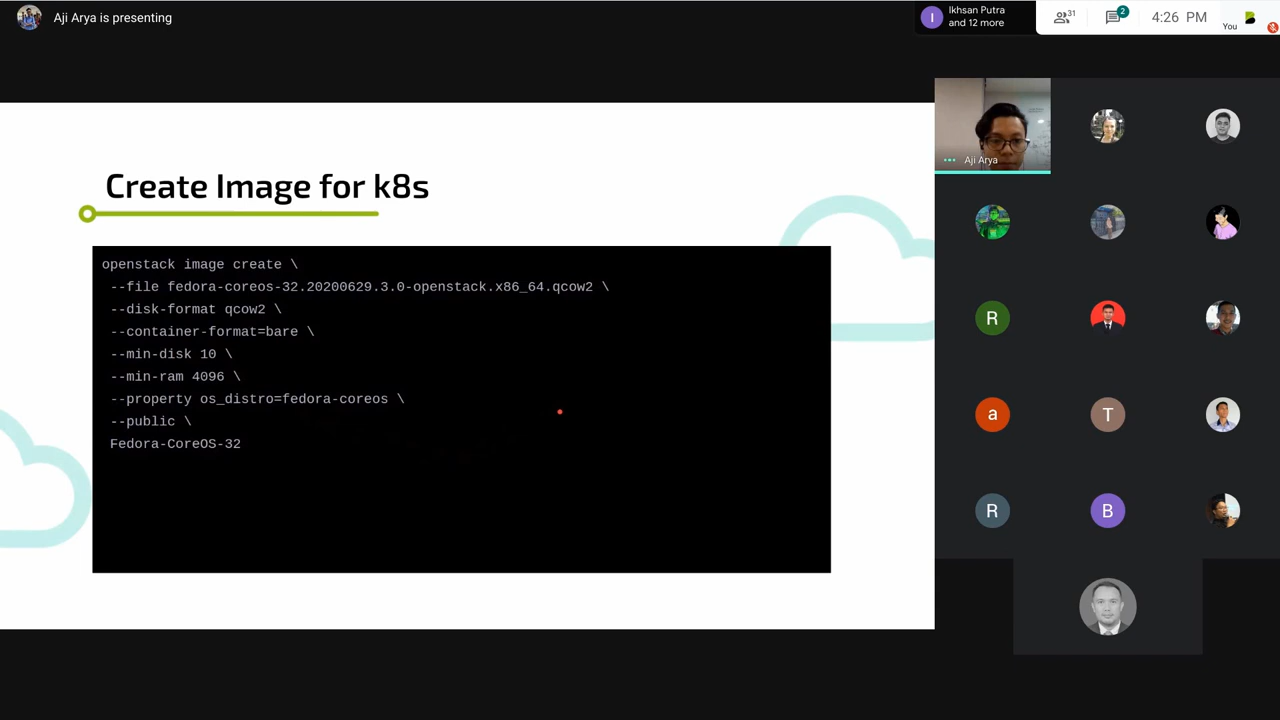 Aji Arya is presenting
I
Ikhsan Putra
and 12 more
31
2
4:26 PM
You
Create Image for k8s
openstack image create \
--file fedora-coreos-32.20200629.3.0-openstack.x86_64.qcow2 \
--disk-format qcow2 \
--container-format=bare \
--min-disk 10 \
--min-ram 4096 \
--property os_distro=fedora-coreos \
--public \
Fedora-CoreOS-32
Aji Arya
R
a
T
R
B